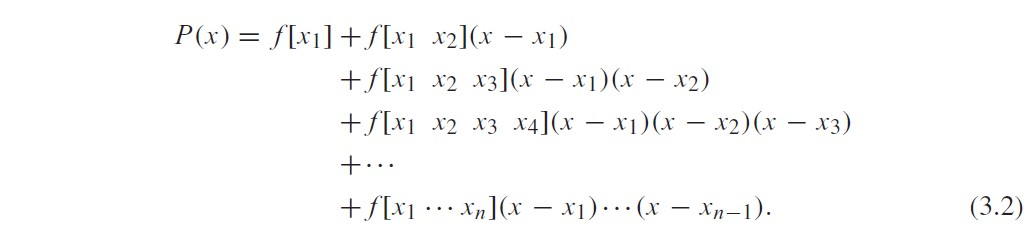 P(x) = f[x₁] + f[x₁ x₂](x − x₁)
+ f[x₁ x₂ x₃](x − x₁)(x − x₂)
+ f[x₁ x₂ x₃ x₄](x − x₁)(x − x₂)(x − x₃)
+ ⋯
+ f[x₁ ⋯ xₙ](x − x₁) ⋯ (x − xₙ₋₁). (3.2)